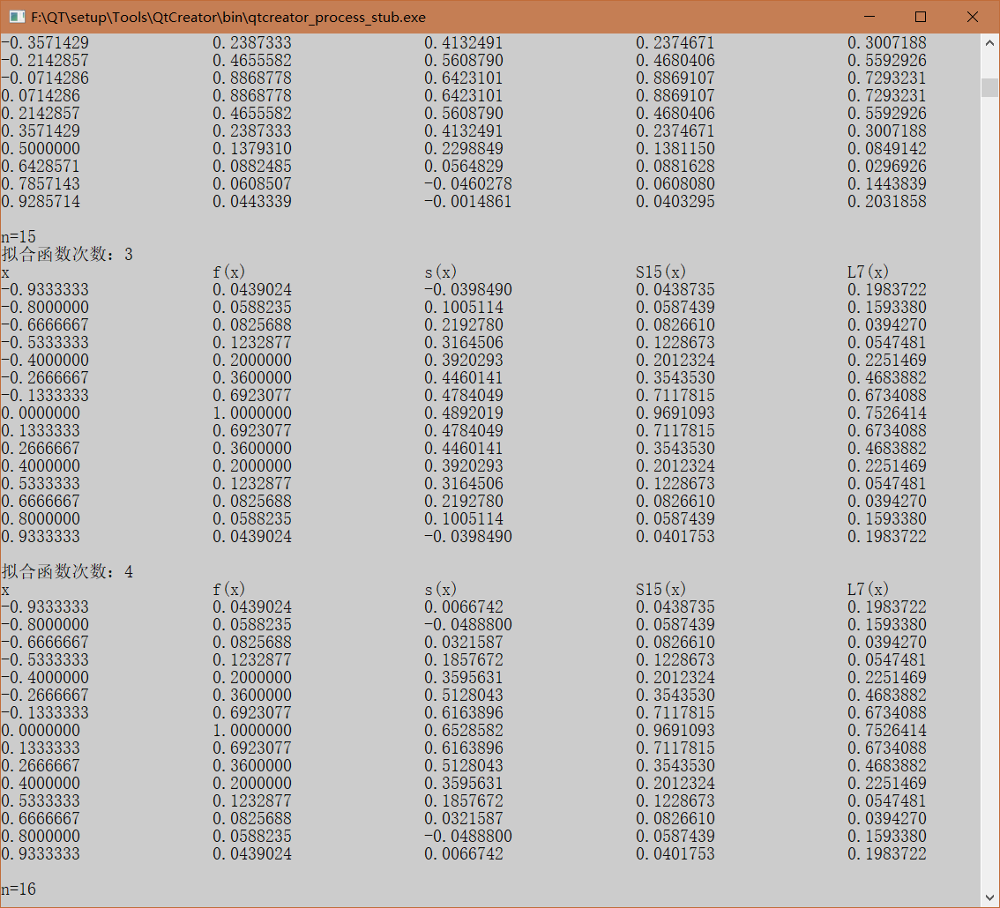 F:\QT\setup\Tools\QtCreator\bin\qtcreator_process_stub.exe
-0.3571429 0.2387333 0.4132491 0.2374671 0.3007188
-0.2142857 0.4655582 0.5608790 0.4680406 0.5592926
-0.0714286 0.8868778 0.6423101 0.8869107 0.7293231
0.0714286 0.8868778 0.6423101 0.8869107 0.7293231
0.2142857 0.4655582 0.5608790 0.4680406 0.5592926
0.3571429 0.2387333 0.4132491 0.2374671 0.3007188
0.5000000 0.1379310 0.2298849 0.1381150 0.0849142
0.6428571 0.0882485 0.0564829 0.0881628 0.0296926
0.7857143 0.0608507 -0.0460278 0.0608080 0.1443839
0.9285714 0.0443339 -0.0014861 0.0403295 0.2031858
n=15
拟合函数次数：3
x f(x) s(x) S15(x) L7(x)
-0.9333333 0.0439024 -0.0398490 0.0438735 0.1983722
-0.8000000 0.0588235 0.1005114 0.0587439 0.1593380
-0.6666667 0.0825688 0.2192780 0.0826610 0.0394270
-0.5333333 0.1232877 0.3164506 0.1228673 0.0547481
-0.4000000 0.2000000 0.3920293 0.2012324 0.2251469
-0.2666667 0.3600000 0.4460141 0.3543530 0.4683882
-0.1333333 0.6923077 0.4784049 0.7117815 0.6734088
0.0000000 1.0000000 0.4892019 0.9691093 0.7526414
0.1333333 0.6923077 0.4784049 0.7117815 0.6734088
0.2666667 0.3600000 0.4460141 0.3543530 0.4683882
0.4000000 0.2000000 0.3920293 0.2012324 0.2251469
0.5333333 0.1232877 0.3164506 0.1228673 0.0547481
0.6666667 0.0825688 0.2192780 0.0826610 0.0394270
0.8000000 0.0588235 0.1005114 0.0587439 0.1593380
0.9333333 0.0439024 -0.0398490 0.0401753 0.1983722
拟合函数次数：4
x f(x) s(x) S15(x) L7(x)
-0.9333333 0.0439024 0.0066742 0.0438735 0.1983722
-0.8000000 0.0588235 -0.0488800 0.0587439 0.1593380
-0.6666667 0.0825688 0.0321587 0.0826610 0.0394270
-0.5333333 0.1232877 0.1857672 0.1228673 0.0547481
-0.4000000 0.2000000 0.3595631 0.2012324 0.2251469
-0.2666667 0.3600000 0.5128043 0.3543530 0.4683882
-0.1333333 0.6923077 0.6163896 0.7117815 0.6734088
0.0000000 1.0000000 0.6528582 0.9691093 0.7526414
0.1333333 0.6923077 0.6163896 0.7117815 0.6734088
0.2666667 0.3600000 0.5128043 0.3543530 0.4683882
0.4000000 0.2000000 0.3595631 0.2012324 0.2251469
0.5333333 0.1232877 0.1857672 0.1228673 0.0547481
0.6666667 0.0825688 0.0321587 0.0826610 0.0394270
0.8000000 0.0588235 -0.0488800 0.0587439 0.1593380
0.9333333 0.0439024 0.0066742 0.0401753 0.1983722
n=16